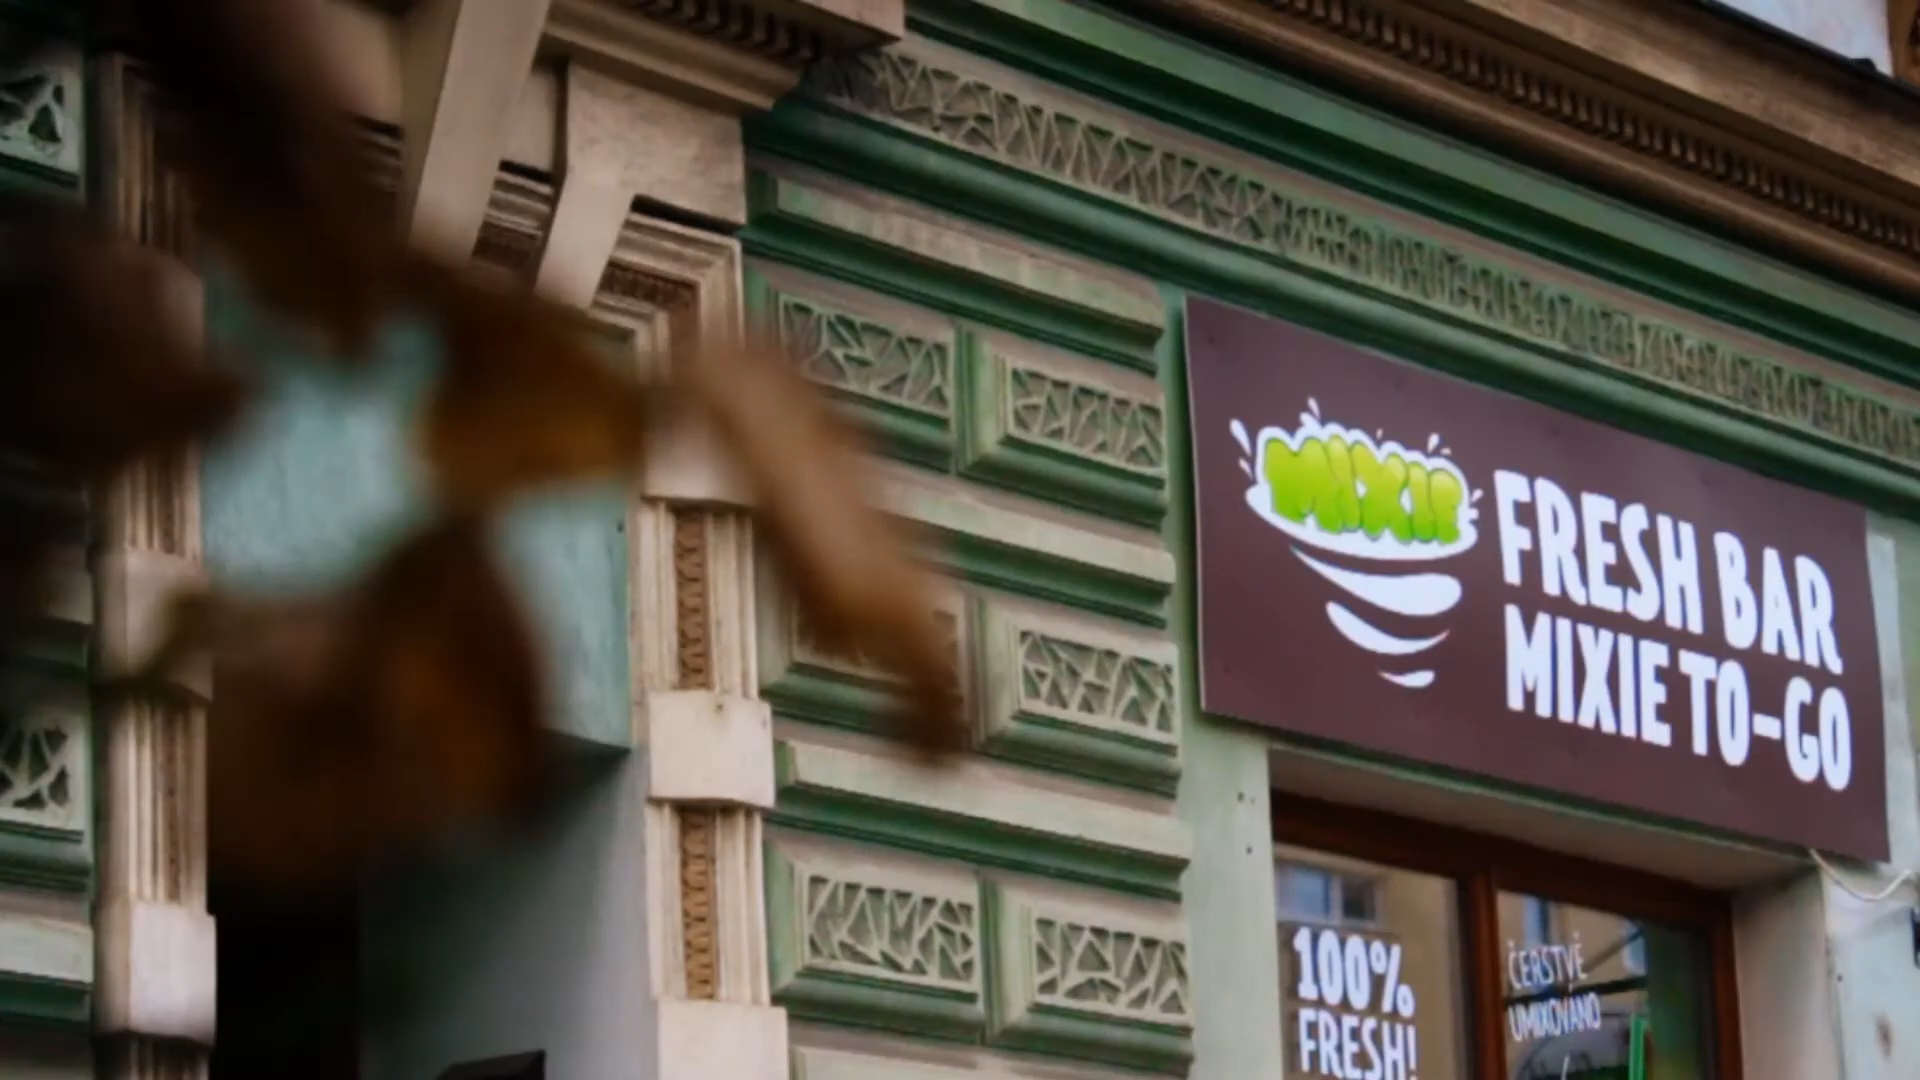 MIXIE
FRESH BAR
MIXIE TO-GO
100%
FRESH!
ČERSTVĚ
UMIXOVÁNO